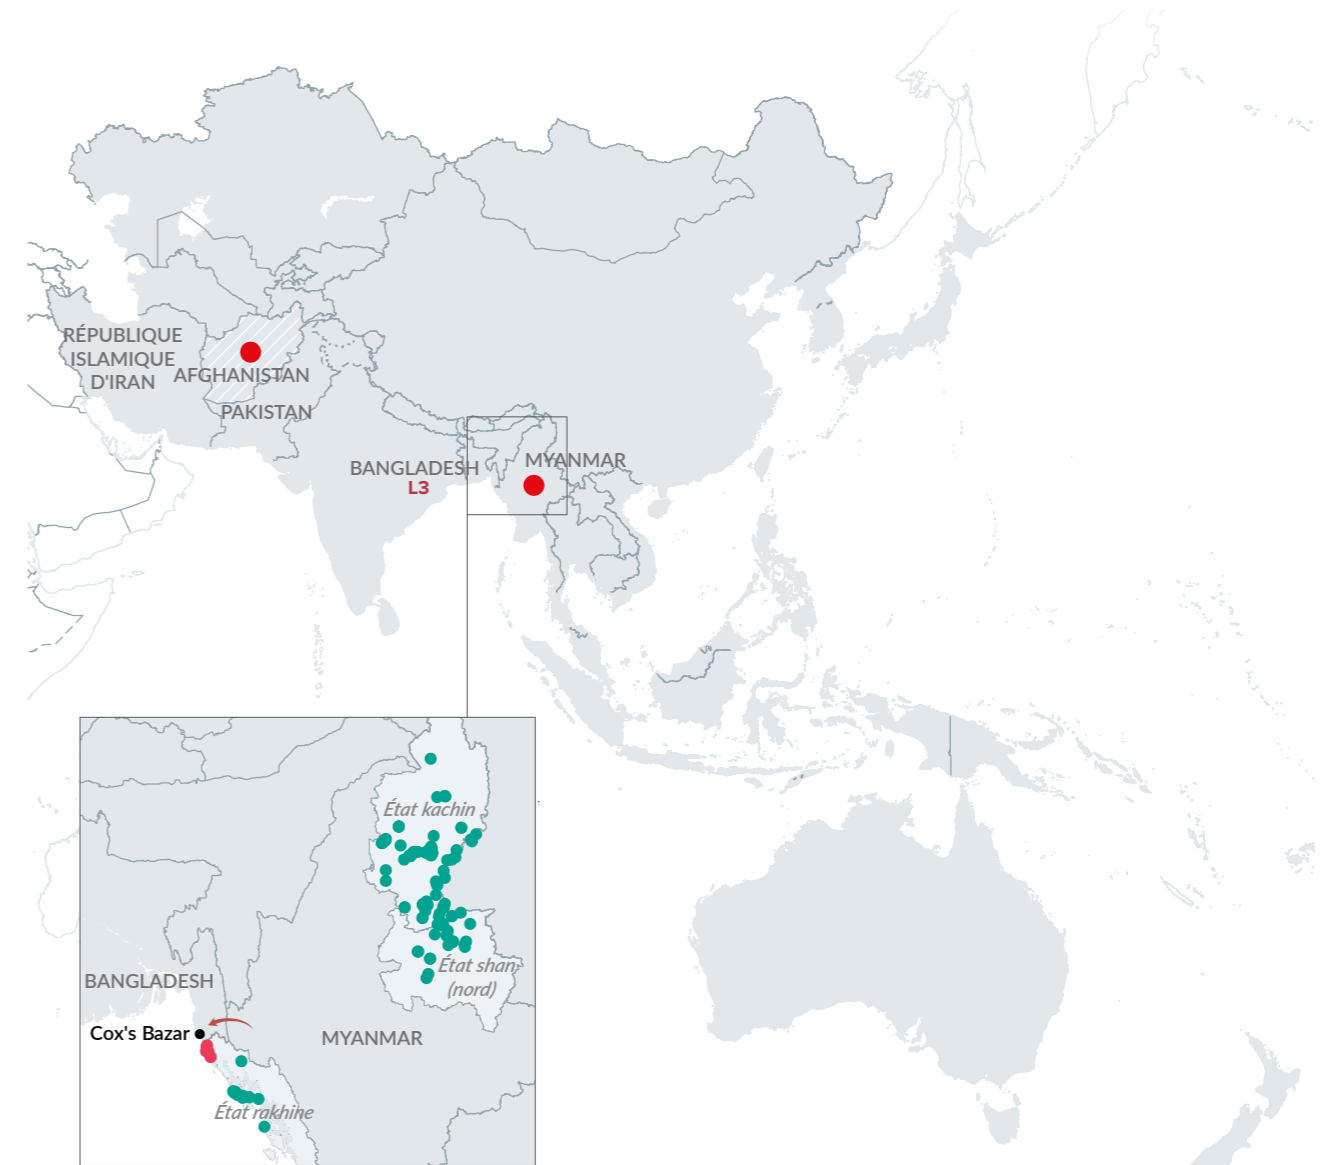 RÉPUBLIQUE
ISLAMIQUE
D'IRAN
AFGHANISTAN
PAKISTAN
BANGLADESH
L3
MYANMAR
État kachin
État shan
(nord)
BANGLADESH
Cox's Bazar
MYANMAR
État rakhine